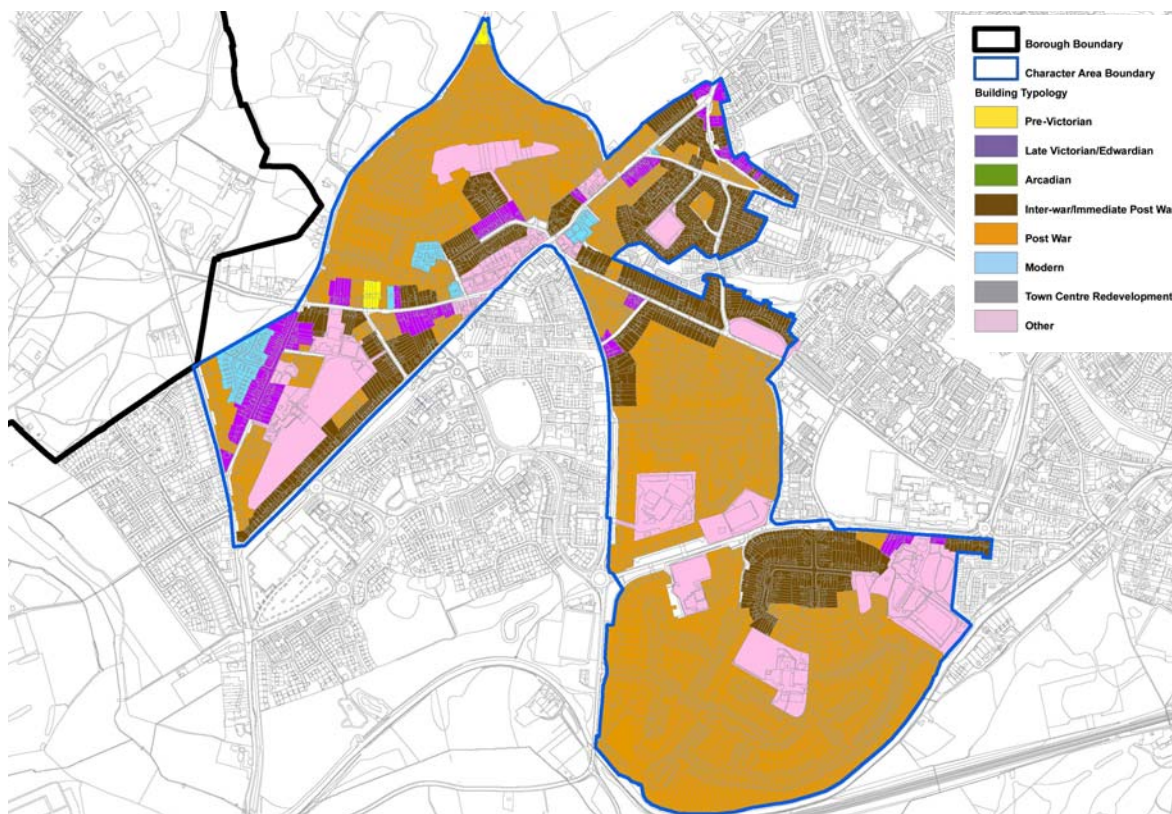 Borough Boundary
Character Area Boundary
Building Typology
Pre-Victorian
Late Victorian/Edwardian
Arcadian
Inter-war/Immediate Post Wa
Post War
Modern
Town Centre Redevelopment
Other